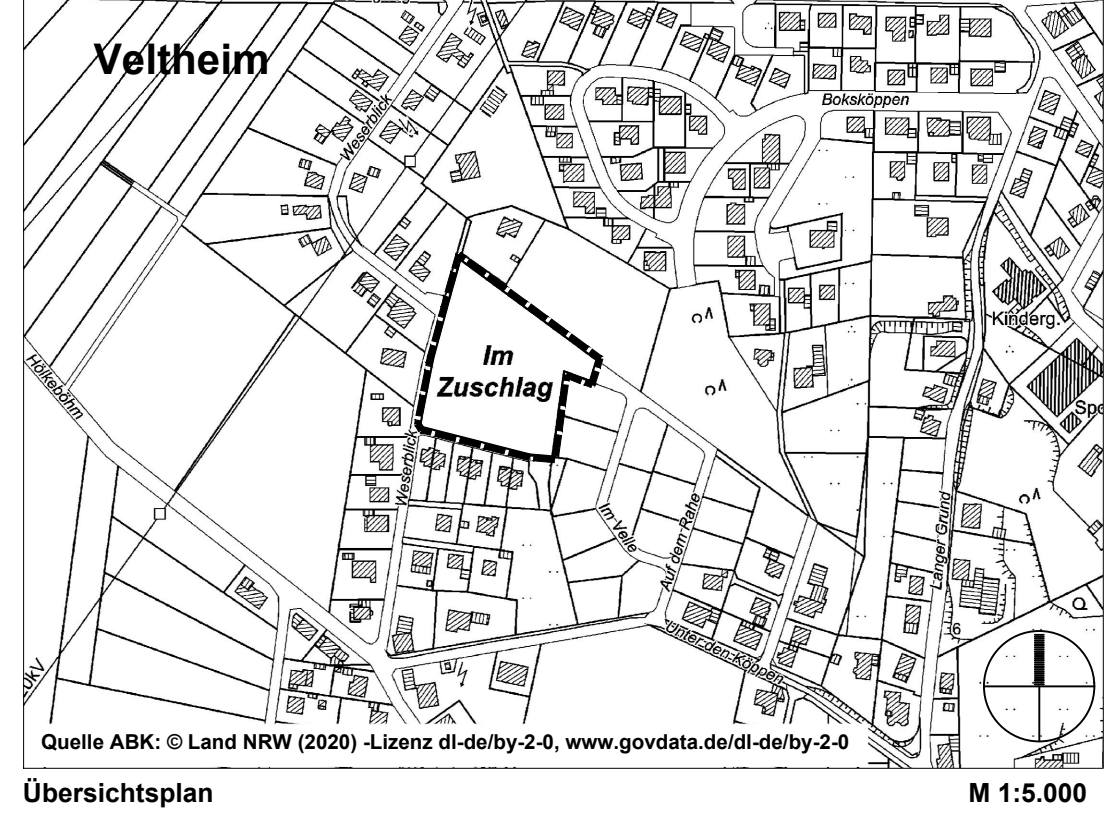 Veltheim
Weserblick
Boksköppen
Kinderg.
Im
Zuschlag
Hölkeböhm
Weserblick
Im Velle
Auf dem Rahe
Langer Grund
Unter den Köppen
6
Quelle ABK: © Land NRW (2020) -Lizenz dl-de/by-2-0, www.govdata.de/dl-de/by-2-0
Übersichtsplan
M 1:5.000